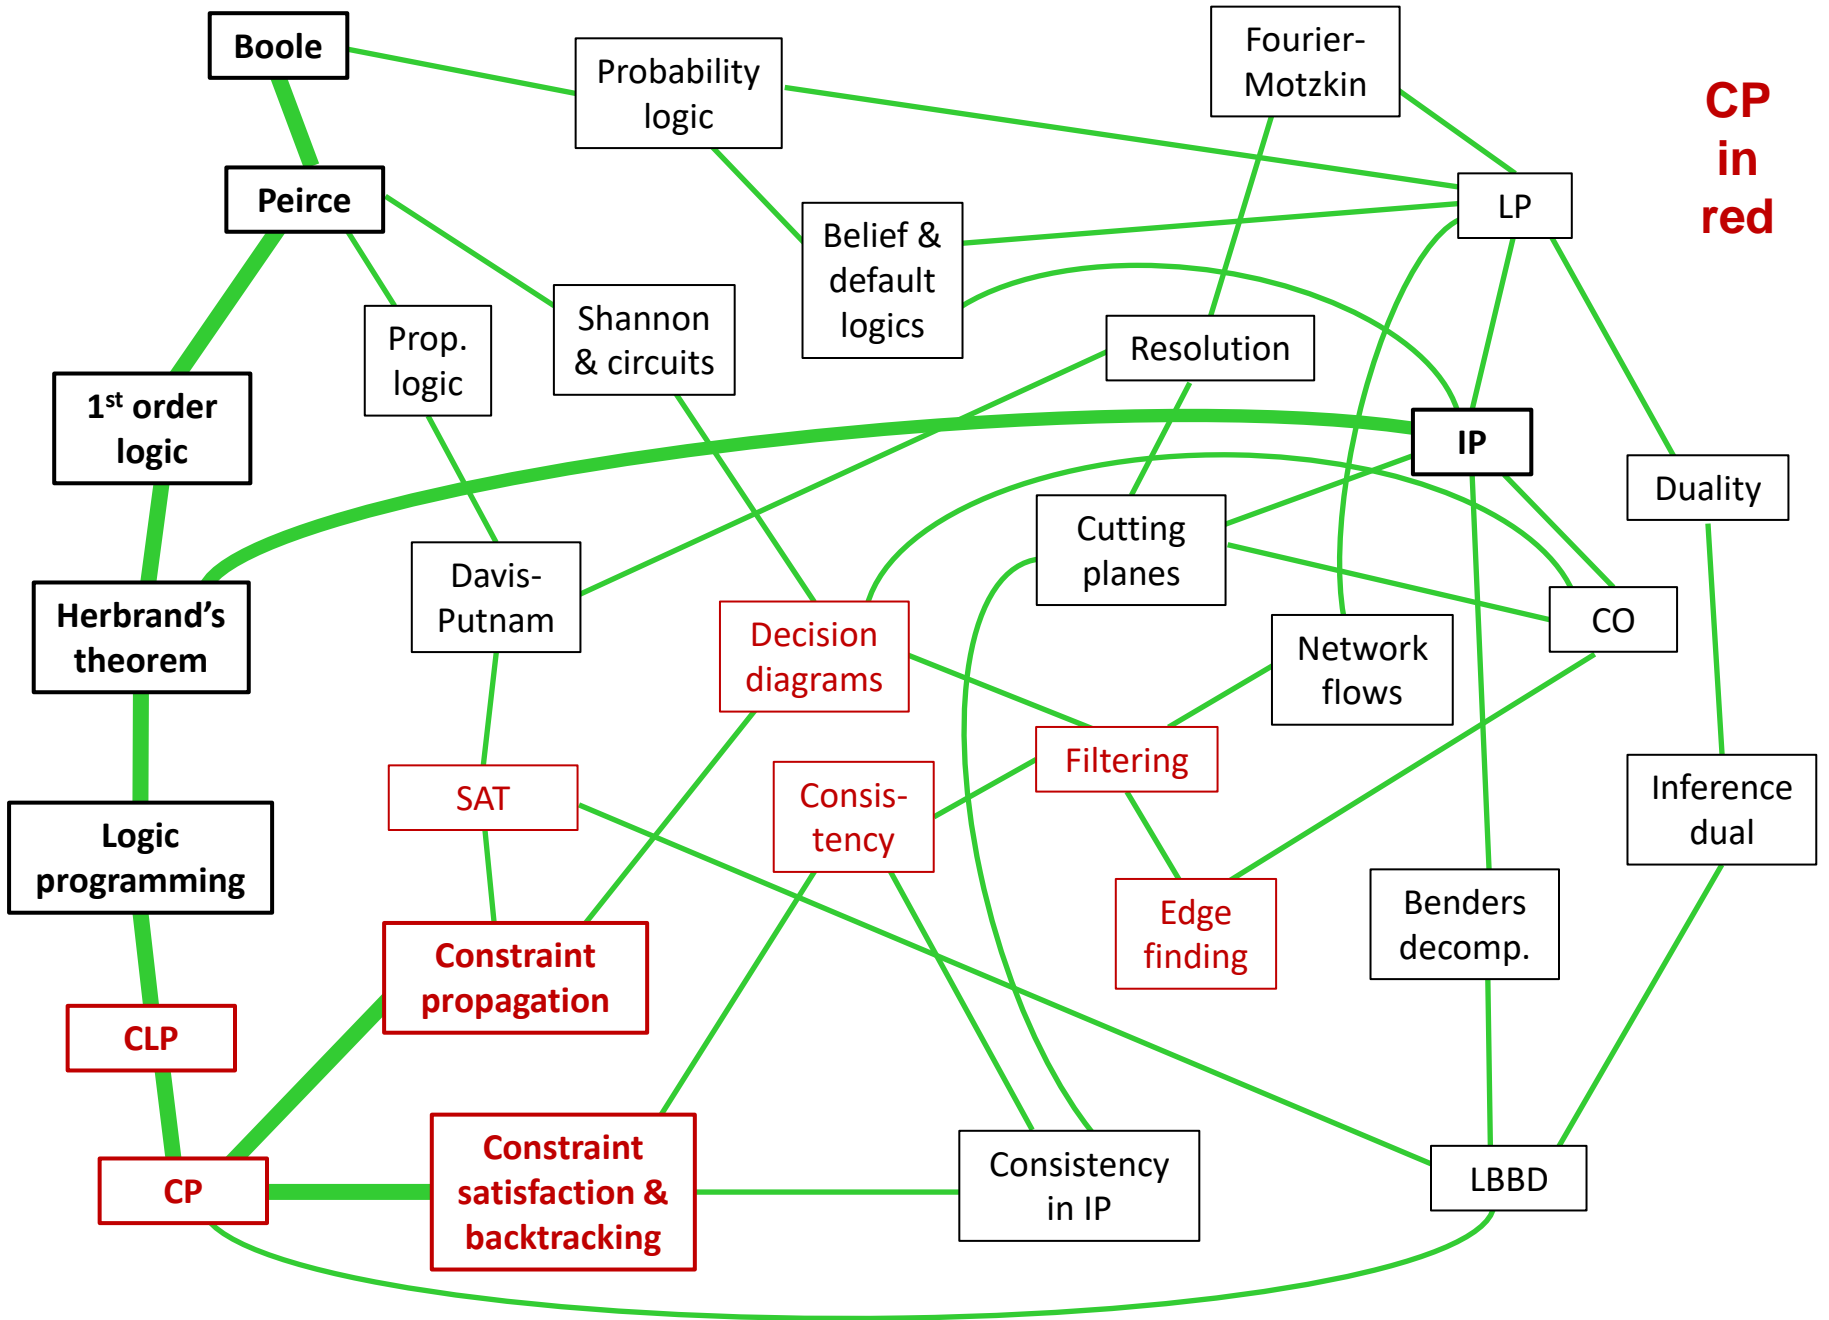 Boole
Probability
logic
Fourier-
Motzkin
CP
in
red
Peirce
LP
Belief &
default
logics
Prop.
logic
Shannon
& circuits
Resolution
1st order
logic
IP
Duality
Cutting
planes
Davis-
Putnam
Herbrand's
theorem
Decision
diagrams
Network
flows
CO
SAT
Consis-
tency
Filtering
Inference
dual
Logic
programming
Edge
finding
Benders
decomp.
Constraint
propagation
CLP
CP
Constraint
satisfaction &
backtracking
Consistency
in IP
LBBD